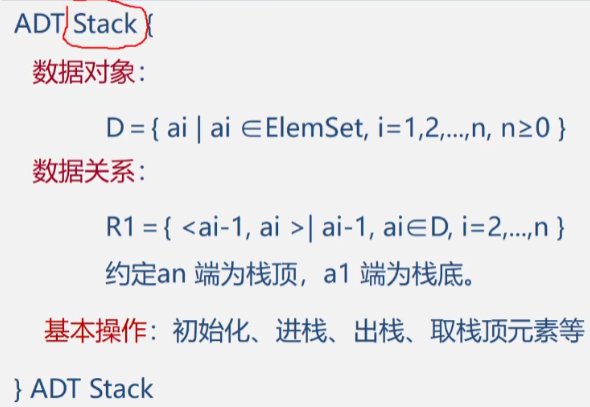 ADT Stack {
数据对象：
D = { ai | ai ∈ElemSet, i=1,2,...,n, n≥0 }
数据关系：
R1 = { <ai-1, ai >| ai-1, ai∈D, i=2,...,n }
约定an 端为栈顶，a1 端为栈底。
基本操作：初始化、进栈、出栈、取栈顶元素等
} ADT Stack